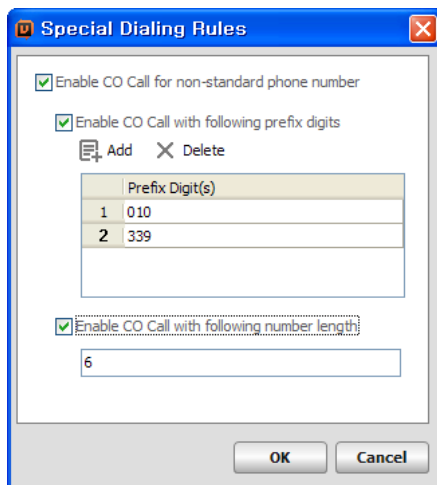 Special Dialing Rules
Enable CO Call for non-standard phone number
Enable CO Call with following prefix digits
Add Delete
Prefix Digit(s)
1 010
2 339
Enable CO Call with following number length
6
OK Cancel